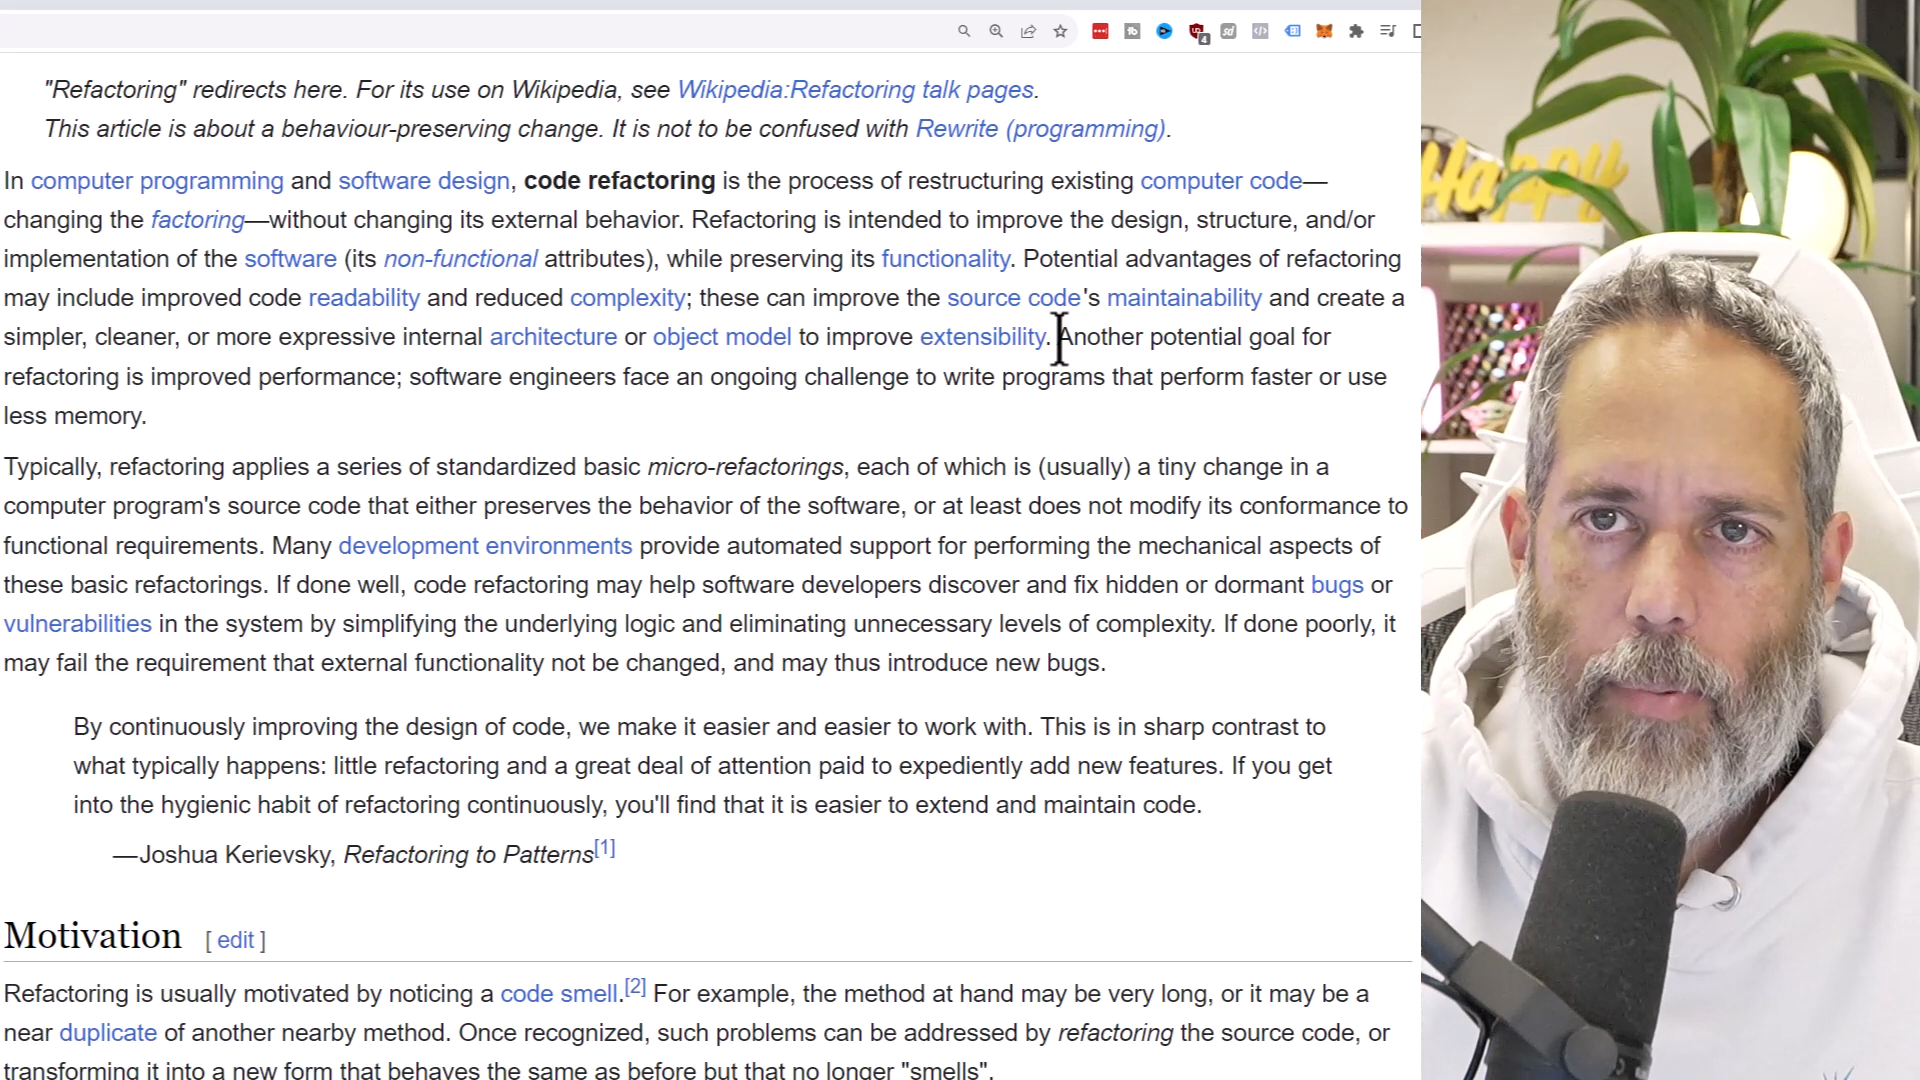 "Refactoring" redirects here. For its use on Wikipedia, see Wikipedia:Refactoring talk pages.
This article is about a behaviour-preserving change. It is not to be confused with Rewrite (programming).
In computer programming and software design, code refactoring is the process of restructuring existing computer code—
changing the factoring—without changing its external behavior. Refactoring is intended to improve the design, structure, and/or
implementation of the software (its non-functional attributes), while preserving its functionality. Potential advantages of refactoring
may include improved code readability and reduced complexity; these can improve the source code's maintainability and create a
simpler, cleaner, or more expressive internal architecture or object model to improve extensibility. Another potential goal for
refactoring is improved performance; software engineers face an ongoing challenge to write programs that perform faster or use
less memory.
Typically, refactoring applies a series of standardized basic micro-refactorings, each of which is (usually) a tiny change in a
computer program's source code that either preserves the behavior of the software, or at least does not modify its conformance to
functional requirements. Many development environments provide automated support for performing the mechanical aspects of
these basic refactorings. If done well, code refactoring may help software developers discover and fix hidden or dormant bugs or
vulnerabilities in the system by simplifying the underlying logic and eliminating unnecessary levels of complexity. If done poorly, it
may fail the requirement that external functionality not be changed, and may thus introduce new bugs.
By continuously improving the design of code, we make it easier and easier to work with. This is in sharp contrast to
what typically happens: little refactoring and a great deal of attention paid to expediently add new features. If you get
into the hygienic habit of refactoring continuously, you'll find that it is easier to extend and maintain code.
—Joshua Kerievsky, Refactoring to Patterns[1]
Motivation [ edit ]
Refactoring is usually motivated by noticing a code smell.[2] For example, the method at hand may be very long, or it may be a
near duplicate of another nearby method. Once recognized, such problems can be addressed by refactoring the source code, or
transforming it into a new form that behaves the same as before but that no longer "smells".
4
Happy